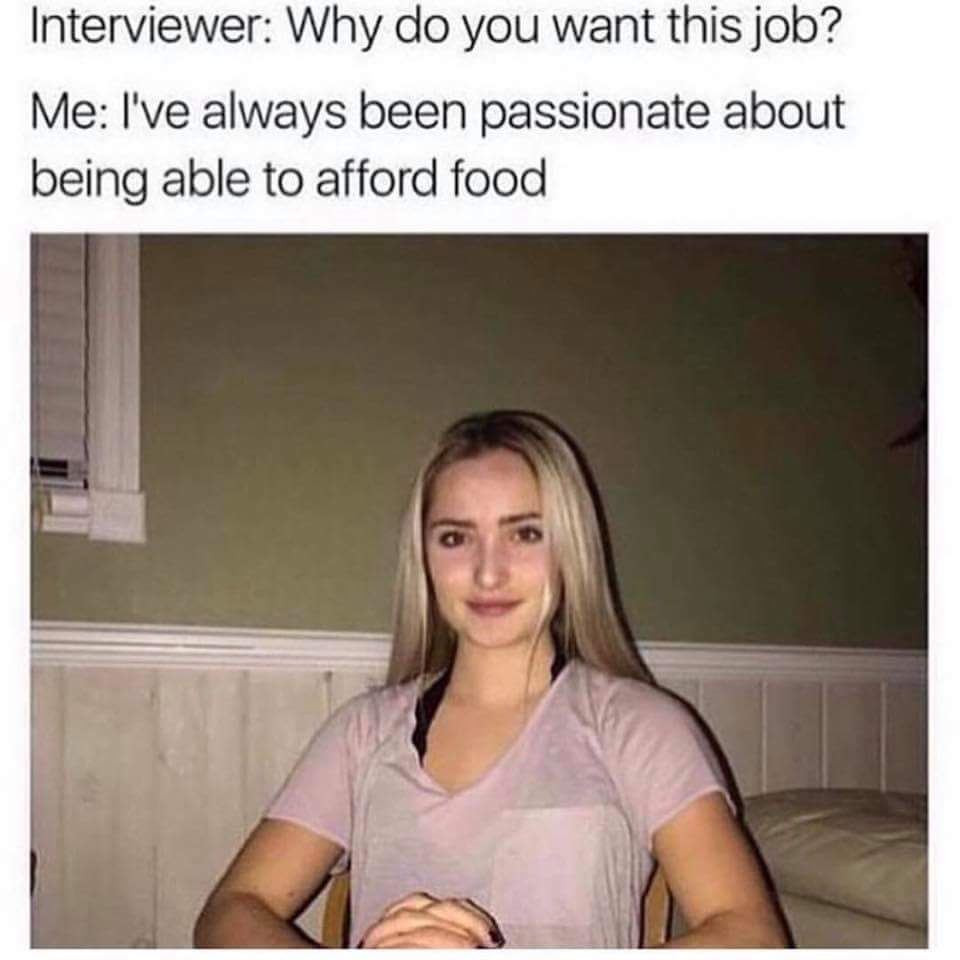 Interviewer: Why do you want this job?
Me: I've always been passionate about
being able to afford food